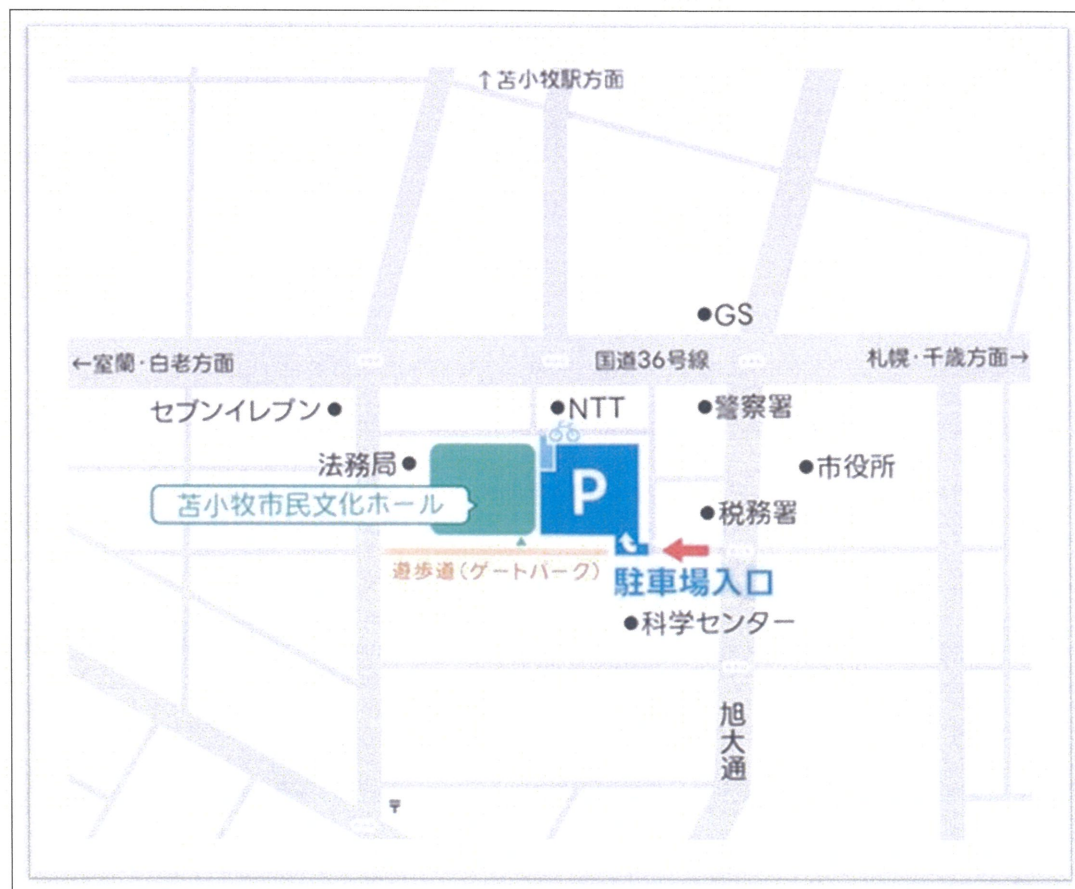 ↑苫小牧駅方面
●GS
←室蘭・白老方面
国道36号線
札幌・千歳方面→
セブンイレブン●
●NTT
●警察署
法務局●
P
●市役所
苫小牧市民文化ホール
●税務署
遊歩道(ゲートパーク)
駐車場入口
●科学センター
旭大通
〒